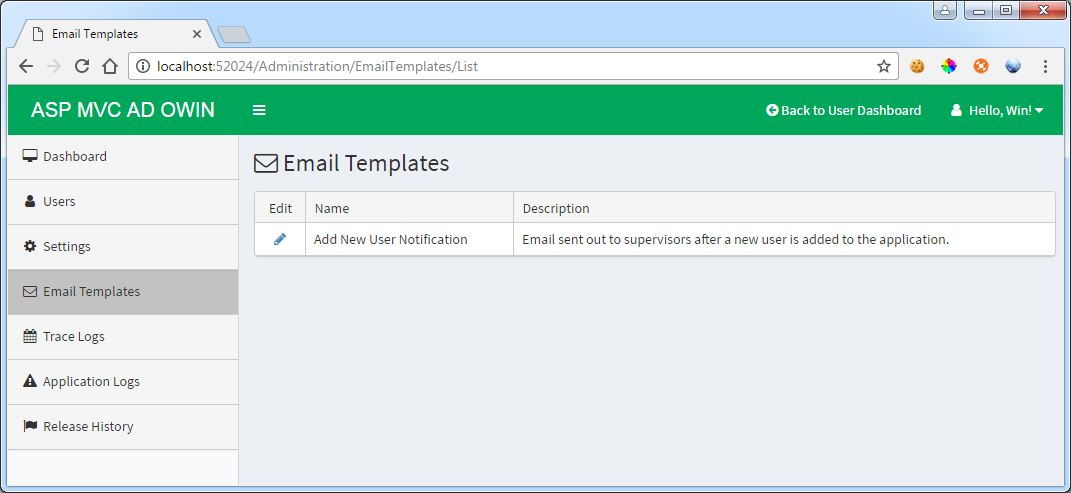 Email Templates
localhost:52024/Administration/EmailTemplates/List
ASP MVC AD OWIN
Back to User Dashboard
Hello, Win!
Dashboard
Users
Settings
Email Templates
Trace Logs
Application Logs
Release History
Email Templates
Edit Name Description
Add New User Notification Email sent out to supervisors after a new user is added to the application.